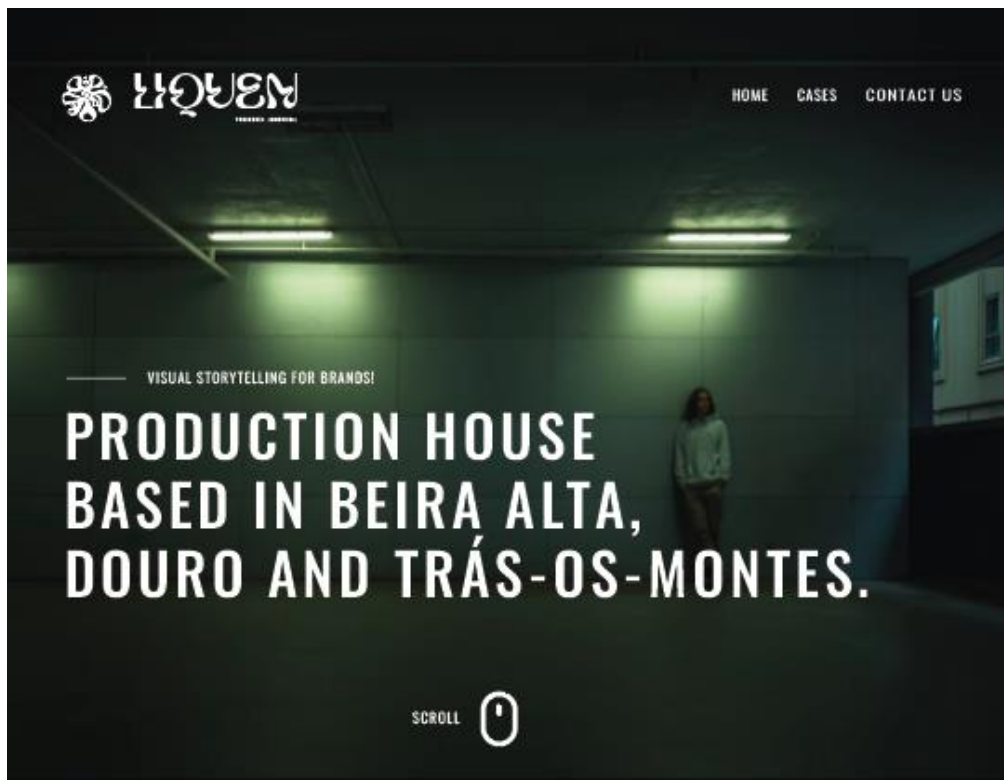 LIQUEN
HOME CASES CONTACT US
VISUAL STORYTELLING FOR BRANDS!
PRODUCTION HOUSE
BASED IN BEIRA ALTA,
DOURO AND TRÁS-OS-MONTES.
SCROLL